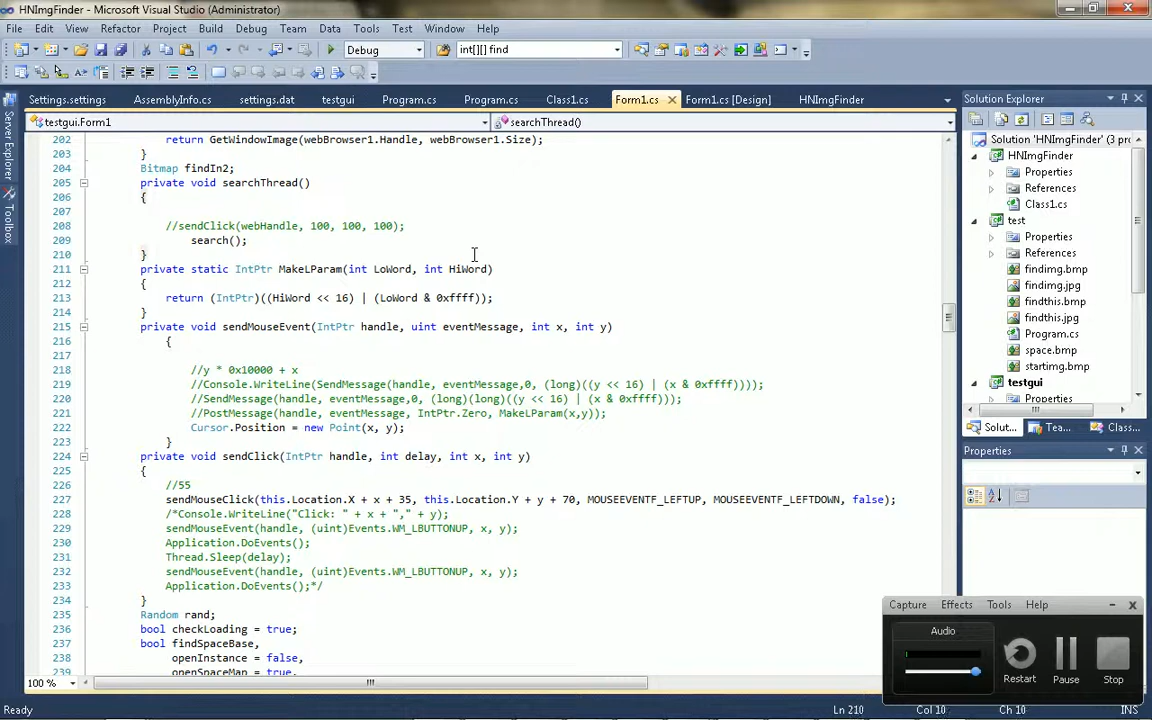 HNImgFinder - Microsoft Visual Studio (Administrator)
File Edit View Refactor Project Build Debug Team Data Tools Test Window Help
Debug int[][] find
Settings.settings AssemblyInfo.cs settings.dat testgui Program.cs Program.cs Class1.cs Form1.cs Form1.cs [Design] HNImgFinder
testgui.Form1 searchThread()
Server Explorer
Toolbox
202 return GetWindowImage(webBrowser1.Handle, webBrowser1.Size);
203 }
204 Bitmap findIn2;
205 private void searchThread()
206 {
207
208 //sendClick(webHandle, 100, 100, 100);
209 search();
210 }
211 private static IntPtr MakeLParam(int LoWord, int HiWord)
212 {
213 return (IntPtr)((HiWord << 16) | (LoWord & 0xffff));
214 }
215 private void sendMouseEvent(IntPtr handle, uint eventMessage, int x, int y)
216 {
217
218 //y * 0x10000 + x
219 //Console.WriteLine(SendMessage(handle, eventMessage,0, (long)((y << 16) | (x & 0xffff))));
220 //SendMessage(handle, eventMessage,0, (long)(long)((y << 16) | (x & 0xffff)));
221 //PostMessage(handle, eventMessage, IntPtr.Zero, MakeLParam(x,y));
222 Cursor.Position = new Point(x, y);
223 }
224 private void sendClick(IntPtr handle, int delay, int x, int y)
225 {
226 //55
227 sendMouseClick(this.Location.X + x + 35, this.Location.Y + y + 70, MOUSEEVENTF_LEFTUP, MOUSEEVENTF_LEFTDOWN, false);
228 /*Console.WriteLine("Click: " + x + "," + y);
229 sendMouseEvent(handle, (uint)Events.WM_LBUTTONUP, x, y);
230 Application.DoEvents();
231 Thread.Sleep(delay);
232 sendMouseEvent(handle, (uint)Events.WM_LBUTTONUP, x, y);
233 Application.DoEvents();*/
234 }
235 Random rand;
236 bool checkLoading = true;
237 bool findSpaceBase,
238 openInstance = false,
239 openSpaceMap = true,
100 %
Solution Explorer
Solution 'HNImgFinder' (3 pro
HNImgFinder
Properties
References
Class1.cs
test
Properties
References
findimg.bmp
findimg.jpg
findthis.bmp
findthis.jpg
Program.cs
space.bmp
startimg.bmp
testgui
Properties
Solut... Tea... Class...
Properties
Capture Effects Tools Help
Audio
Restart Pause Stop
Ready Ln 210 Col 10 Ch 10 INS